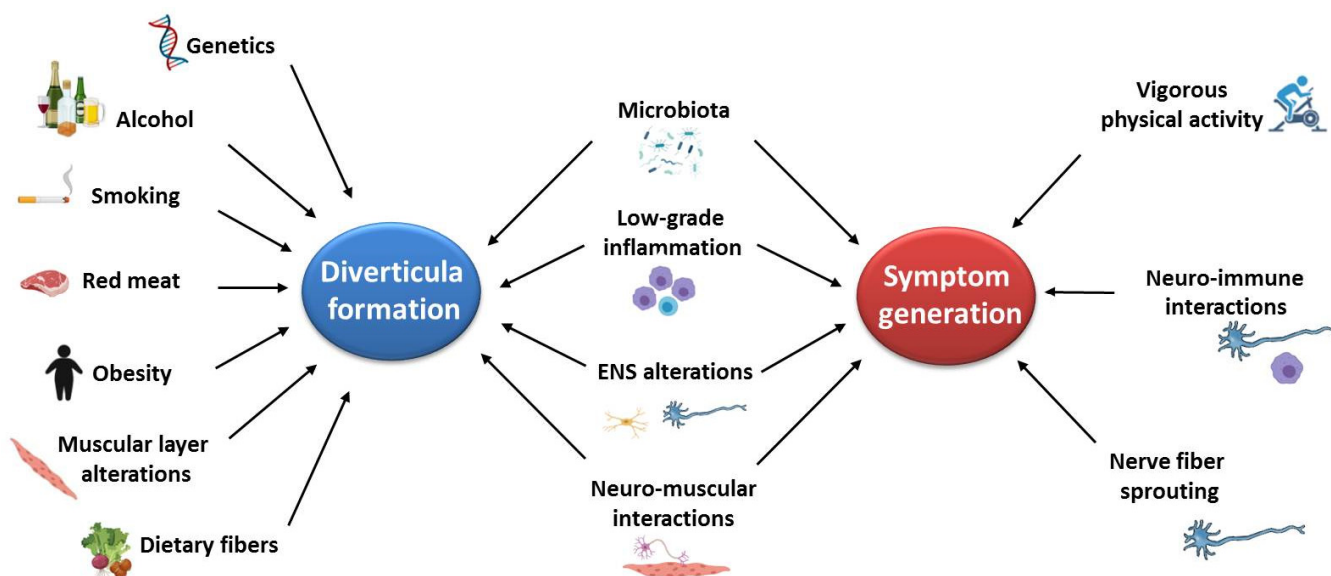 Genetics
Alcohol
Smoking
Red meat
Obesity
Muscular layer
alterations
Dietary fibers
Diverticula
formation
Microbiota
Low-grade
inflammation
ENS alterations
Neuro-muscular
interactions
Symptom
generation
Vigorous
physical activity
Neuro-immune
interactions
Nerve fiber
sprouting